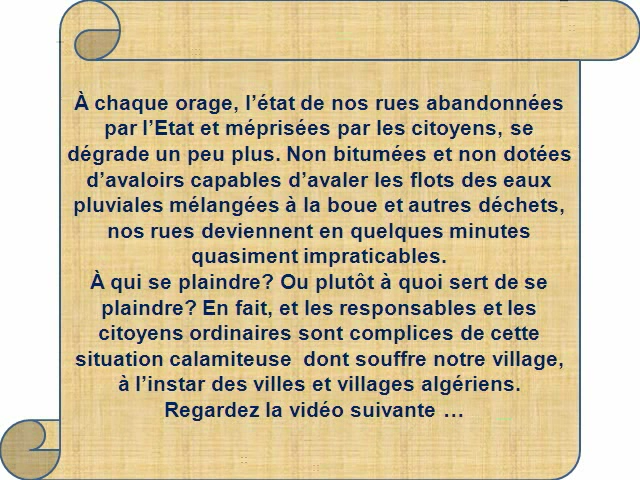 À chaque orage, l’état de nos rues abandonnées
par l’Etat et méprisées par les citoyens, se
dégrade un peu plus. Non bitumées et non dotées
d’avaloirs capables d’avaler les flots des eaux
pluviales mélangées à la boue et autres déchets,
nos rues deviennent en quelques minutes
quasiment impraticables.
À qui se plaindre? Ou plutôt à quoi sert de se
plaindre? En fait, et les responsables et les
citoyens ordinaires sont complices de cette
situation calamiteuse  dont souffre notre village,
à l’instar des villes et villages algériens.
Regardez la vidéo suivante …